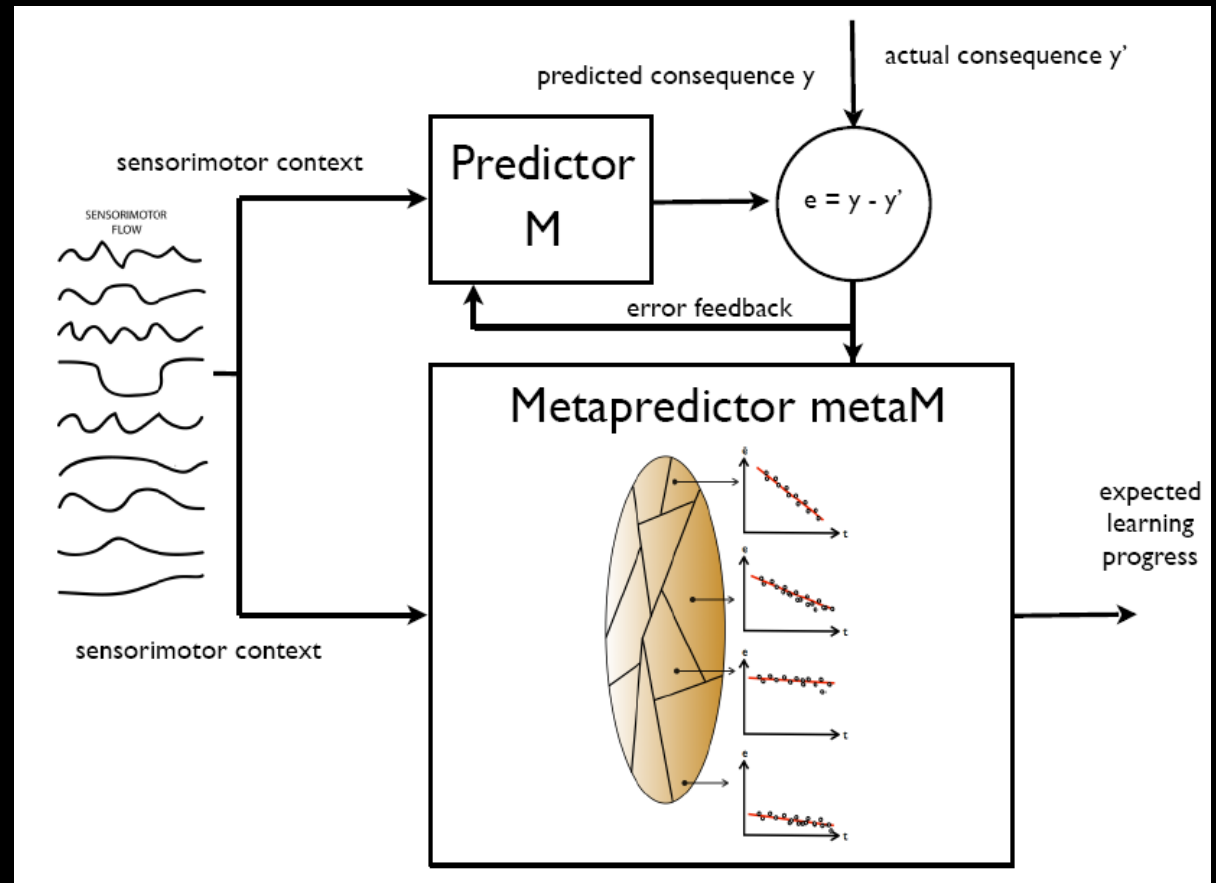 actual consequence y’
predicted consequence y
sensorimotor context
Predictor
M
e = y - y’
SENSORIMOTOR
FLOW
error feedback
Metapredictor metaM
e
t
e
t
e
t
e
t
expected
learning
progress
sensorimotor context